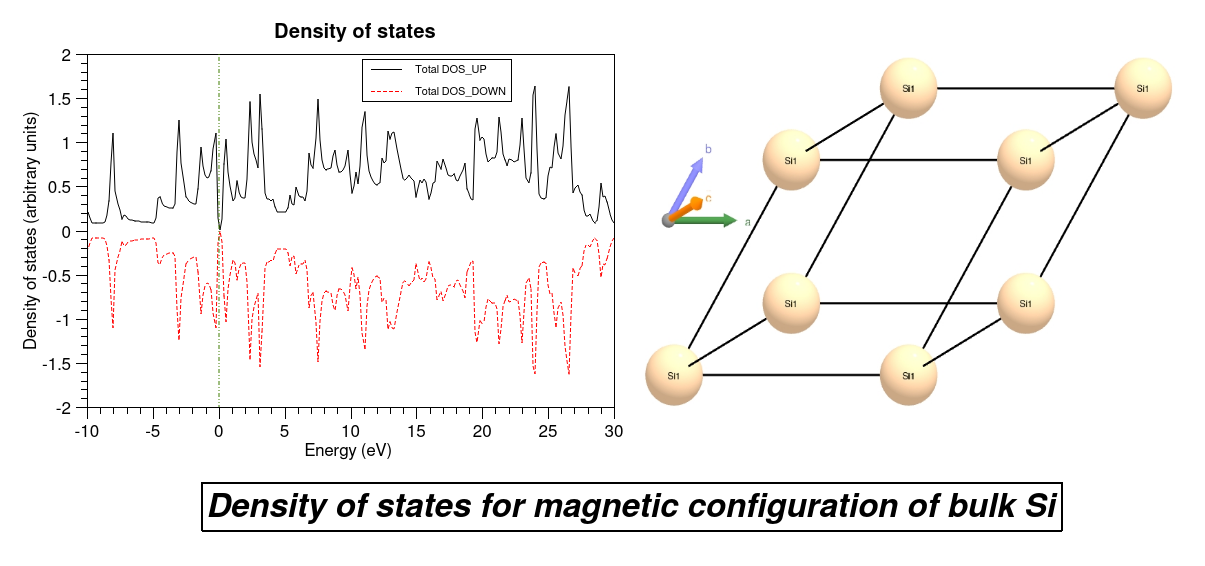 Density of states
Total DOS_UP
Total DOS_DOWN
Density of states (arbitrary units)
2
1.5
1
0.5
0
-0.5
-1
-1.5
-2
-10
-5
0
5
10
15
20
25
30
Energy (eV)
b
c
a
Si1
Si1
Si1
Si1
Si1
Si1
Si1
Si1
Density of states for magnetic configuration of bulk Si